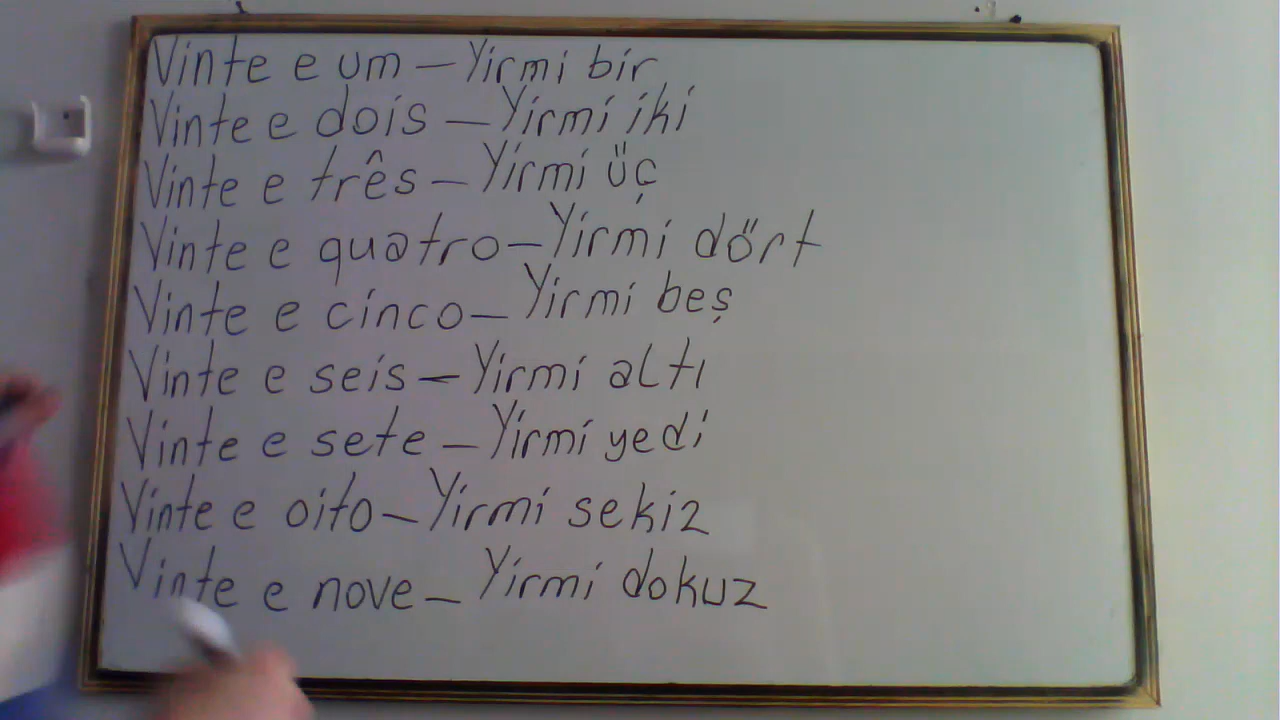 Vinte e um – Yirmi bir
Vinte e dois – Yirmi iki
Vinte e três – Yirmi üç
Vinte e quatro – Yirmi dört
Vinte e cinco – Yirmi beş
Vinte e seis – Yirmi altı
Vinte e sete – Yirmi yedi
Vinte e oito – Yirmi sekiz
Vinte e nove – Yirmi dokuz